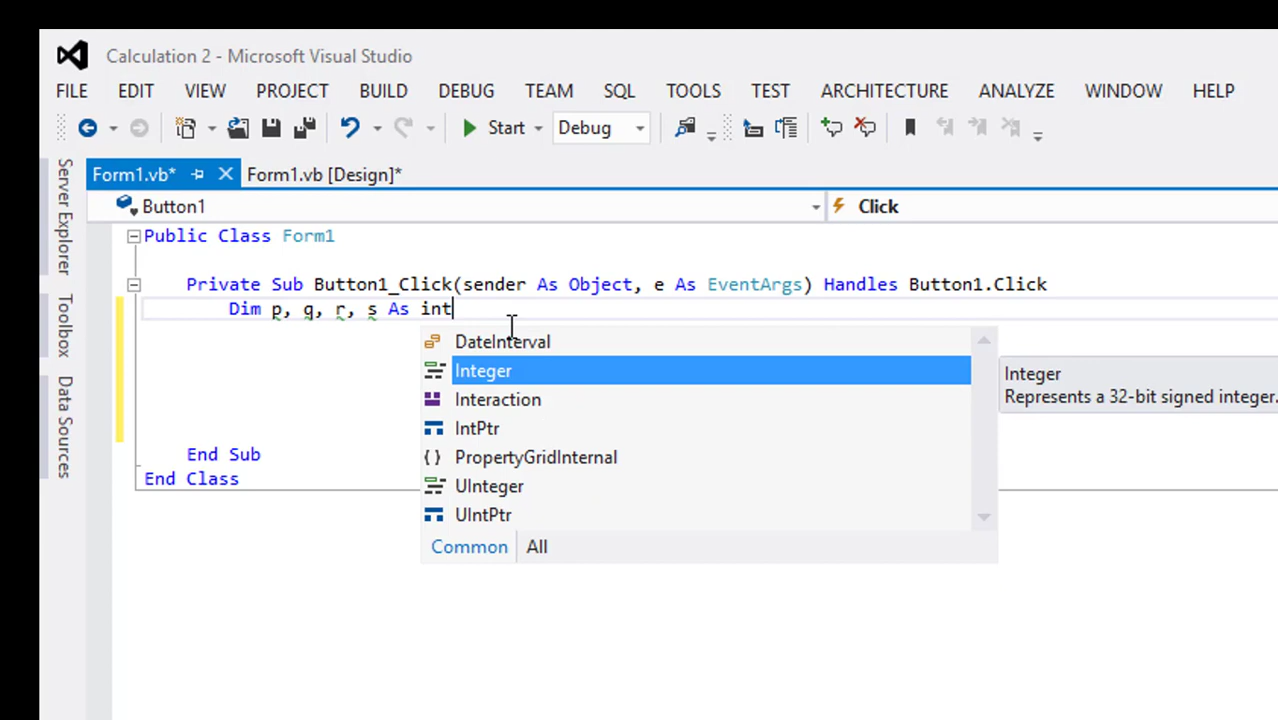 Calculation 2 - Microsoft Visual Studio
FILE EDIT VIEW PROJECT BUILD DEBUG TEAM SQL TOOLS TEST ARCHITECTURE ANALYZE WINDOW HELP
Start Debug
Form1.vb* Form1.vb [Design]*
Button1 Click
Server Explorer
Toolbox
Data Sources
Public Class Form1
Private Sub Button1_Click(sender As Object, e As EventArgs) Handles Button1.Click
Dim p, q, r, s As int
DateInterval
Integer
Interaction
IntPtr
PropertyGridInternal
UInteger
UIntPtr
Common All
Integer
Represents a 32-bit signed integer.
End Sub
End Class